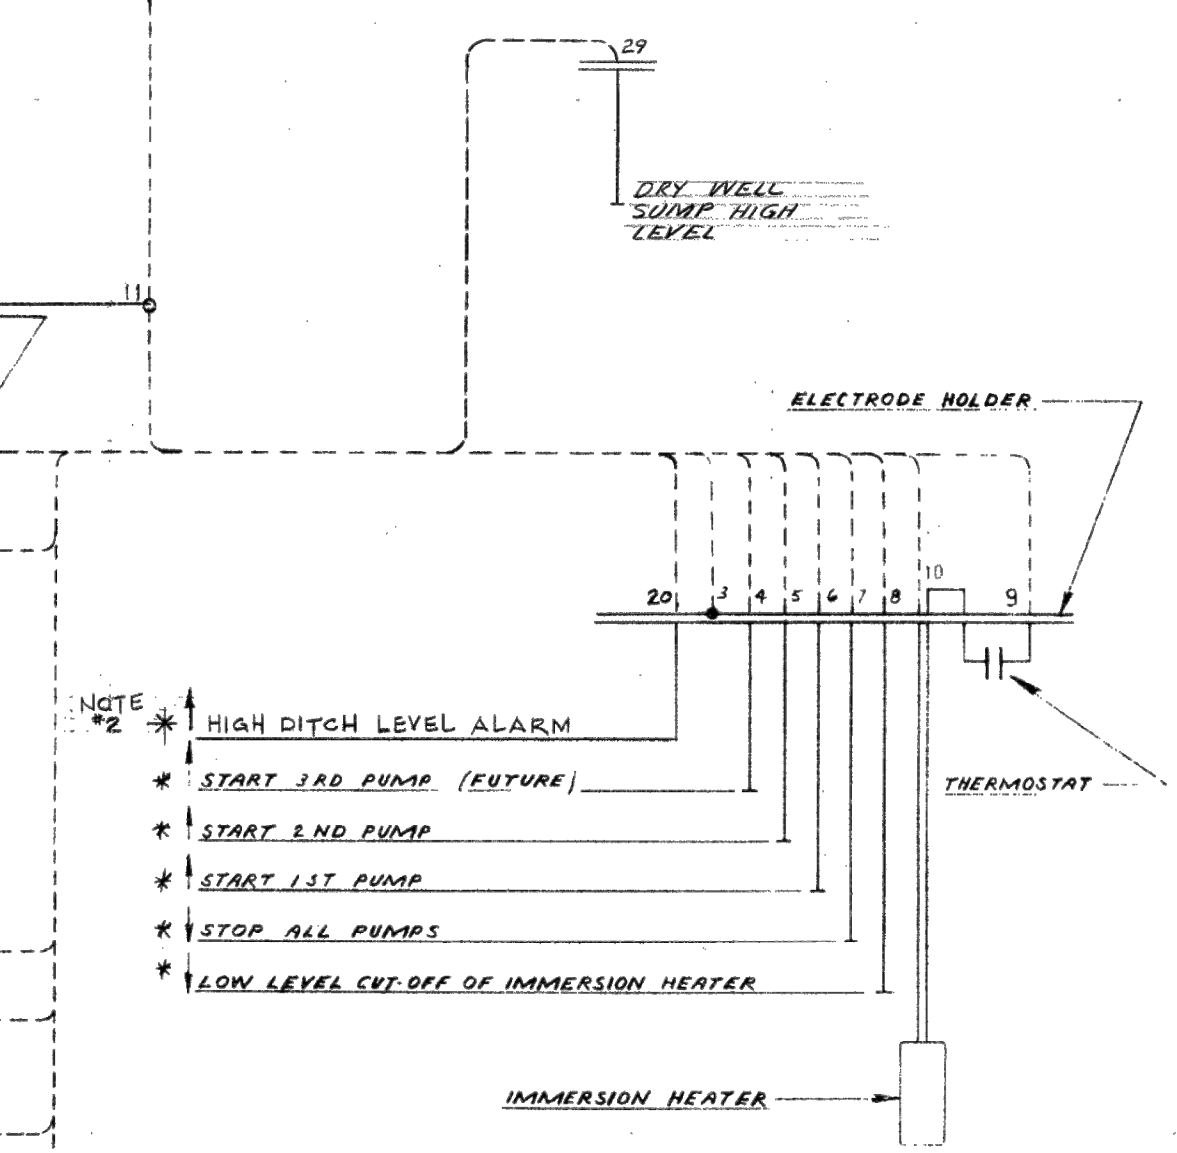 29
DRY WELL
SUMP HIGH
LEVEL
11
ELECTRODE HOLDER
10
20 3 4 5 6 7 8 9
NOTE
#2
* HIGH DITCH LEVEL ALARM
* START 3RD PUMP (FUTURE)
THERMOSTAT
* START 2ND PUMP
* START 1ST PUMP
* STOP ALL PUMPS
* LOW LEVEL CUT-OFF OF IMMERSION HEATER
IMMERSION HEATER